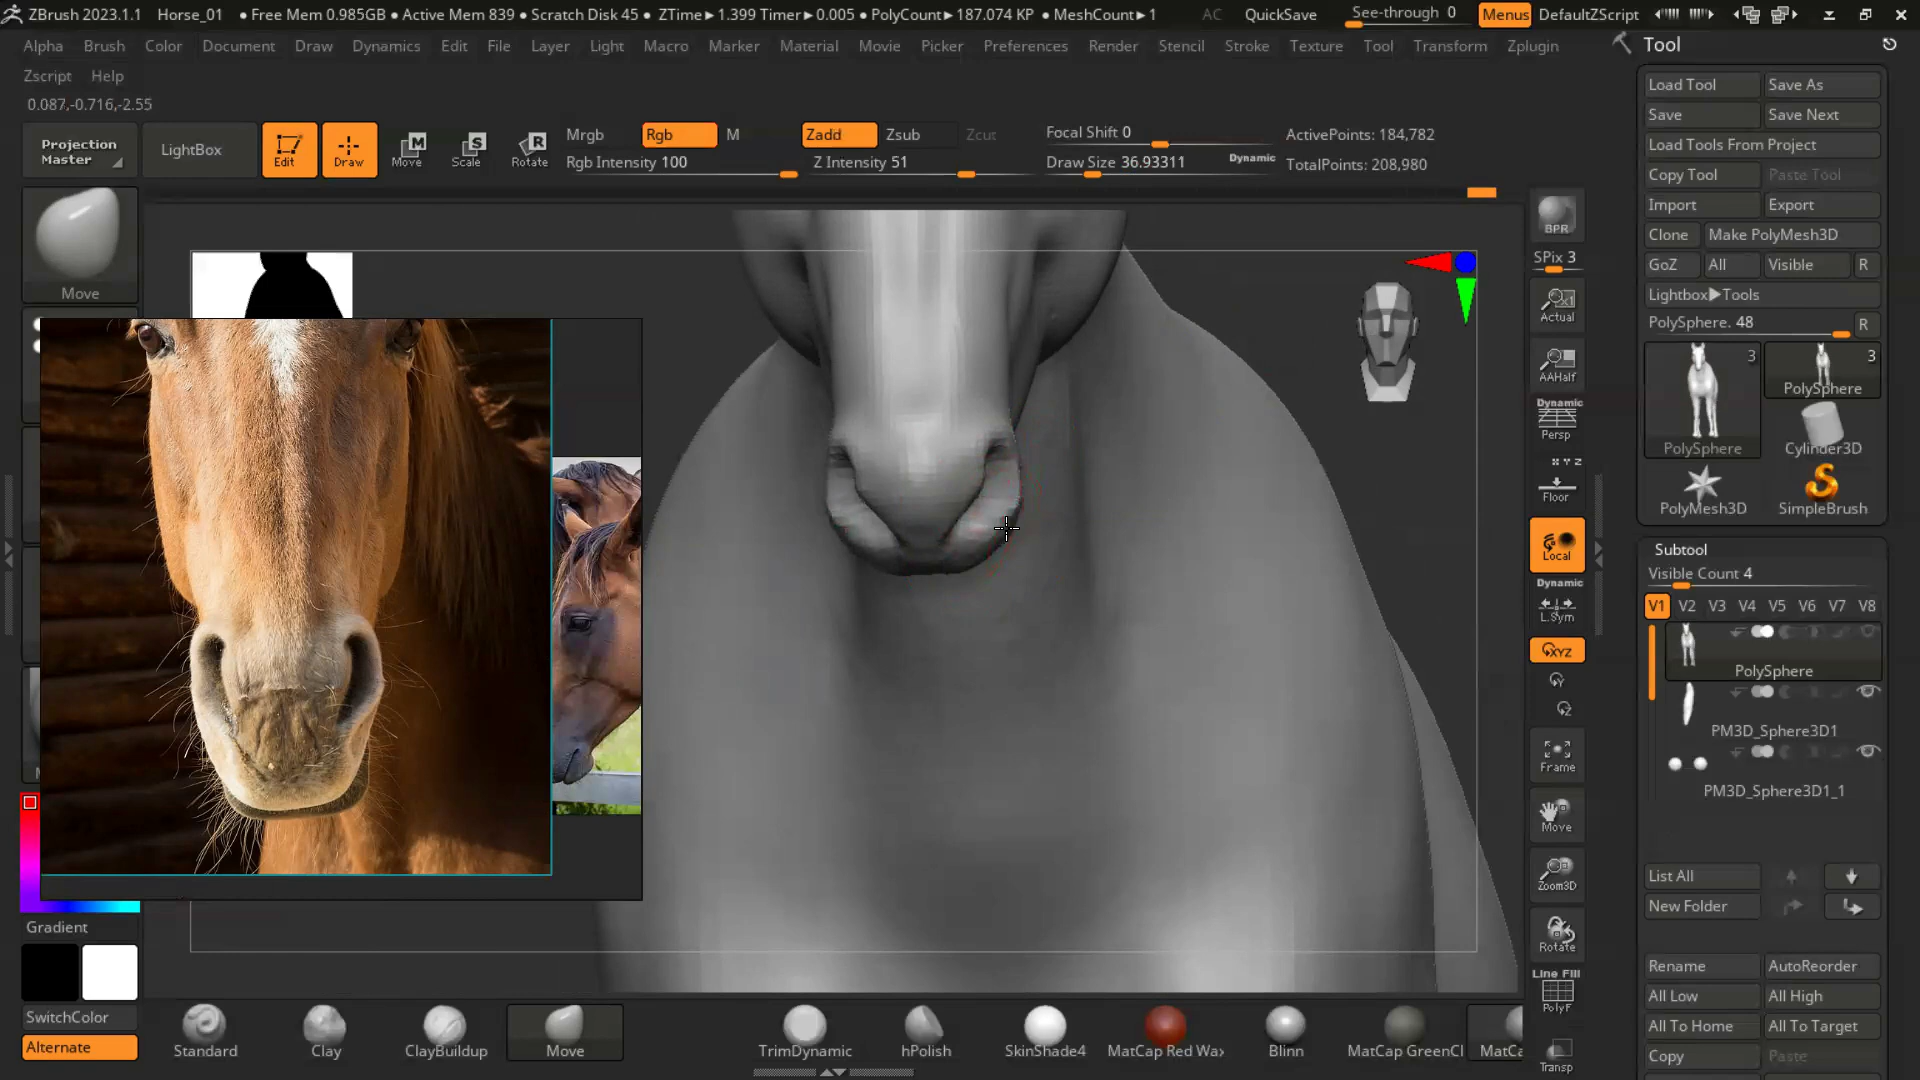 ZBrush 2023.1.1 Horse_01 • Free Mem 0.985GB • Active Mem 839 • Scratch Disk 45 • ZTime▶1.399 Timer▶0.005 • PolyCount▶187.074 KP • MeshCount▶1 AC QuickSave See-through 0 Menus DefaultZScript
Alpha Brush Color Document Draw Dynamics Edit File Layer Light Macro Marker Material Movie Picker Preferences Render Stencil Stroke Texture Tool Transform Zplugin
Zscript Help
0.087,-0.716,-2.55
Projection Master
LightBox
Edit
Draw
Move
Scale
Rotate
Mrgb Rgb M
Rgb Intensity 100
Zadd Zsub Zcut
Z Intensity 51
Focal Shift 0
Draw Size 36.93311 Dynamic
ActivePoints: 184,782
TotalPoints: 208,980
Move
Gradient
SwitchColor
Alternate
Standard
Clay
ClayBuildup
Move
TrimDynamic
hPolish
SkinShade4
MatCap Red Wax
Blinn
MatCap GreenCl
MatCa
BPR
SPix 3
Actual
AAHalf
Dynamic
Persp
X Y Z
Floor
Local
Dynamic
L.Sym
XYZ
Y
Z
Frame
Move
Zoom3D
Rotate
Line Fill
PolyF
Transp
Tool
Load Tool Save As
Save Save Next
Load Tools From Project
Copy Tool Paste Tool
Import Export
Clone Make PolyMesh3D
GoZ All Visible R
Lightbox▶Tools
PolySphere. 48 R
3 3
PolySphere
PolySphere
Cylinder3D
PolyMesh3D
SimpleBrush
Subtool
Visible Count 4
V1 V2 V3 V4 V5 V6 V7 V8
PolySphere
PM3D_Sphere3D1
PM3D_Sphere3D1_1
List All
New Folder
Rename AutoReorder
All Low All High
All To Home All To Target
Copy Paste